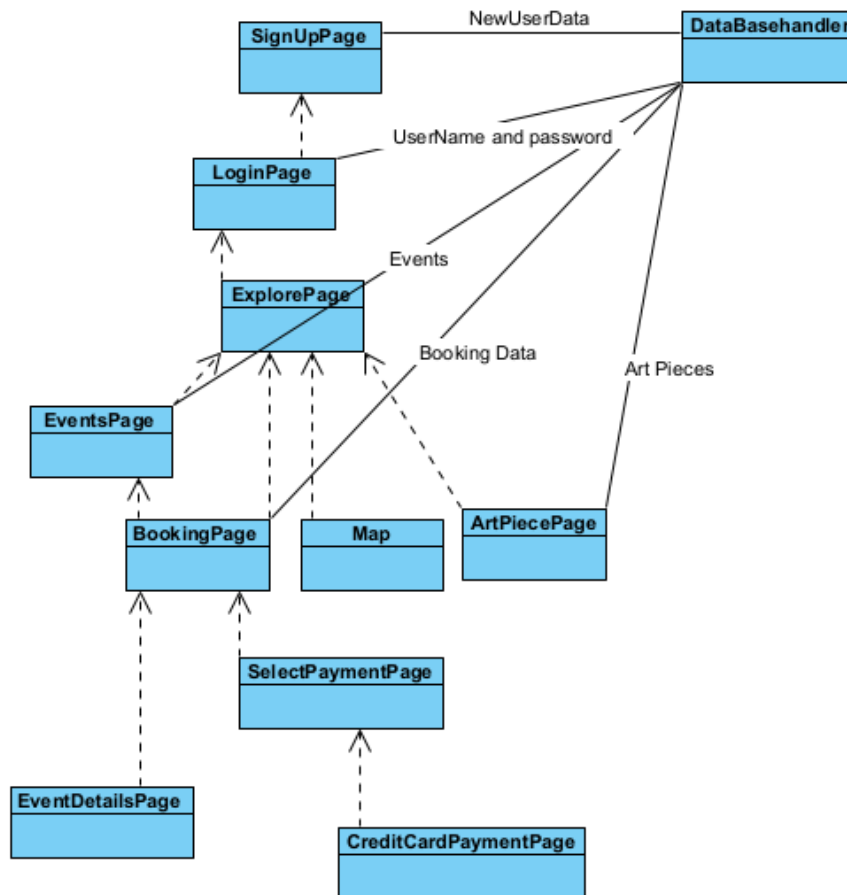 NewUserData
SignUpPage
DataBasehandler
UserName and password
LoginPage
Events
ExplorePage
Booking Data
Art Pieces
EventsPage
BookingPage
Map
ArtPiecePage
SelectPaymentPage
EventDetailsPage
CreditCardPaymentPage